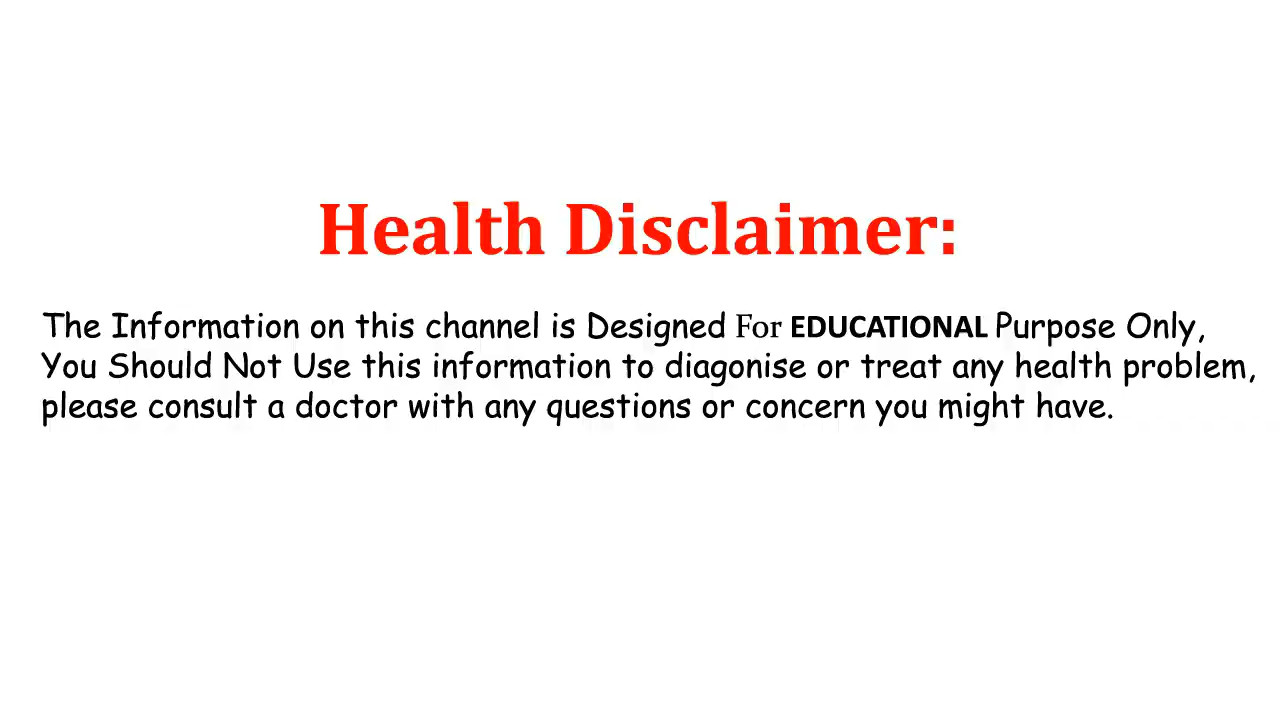 Health Disclaimer:
The Information on this channel is Designed For EDUCATIONAL Purpose Only,
You Should Not Use this information to diagonise or treat any health problem,
please consult a doctor with any questions or concern you might have.